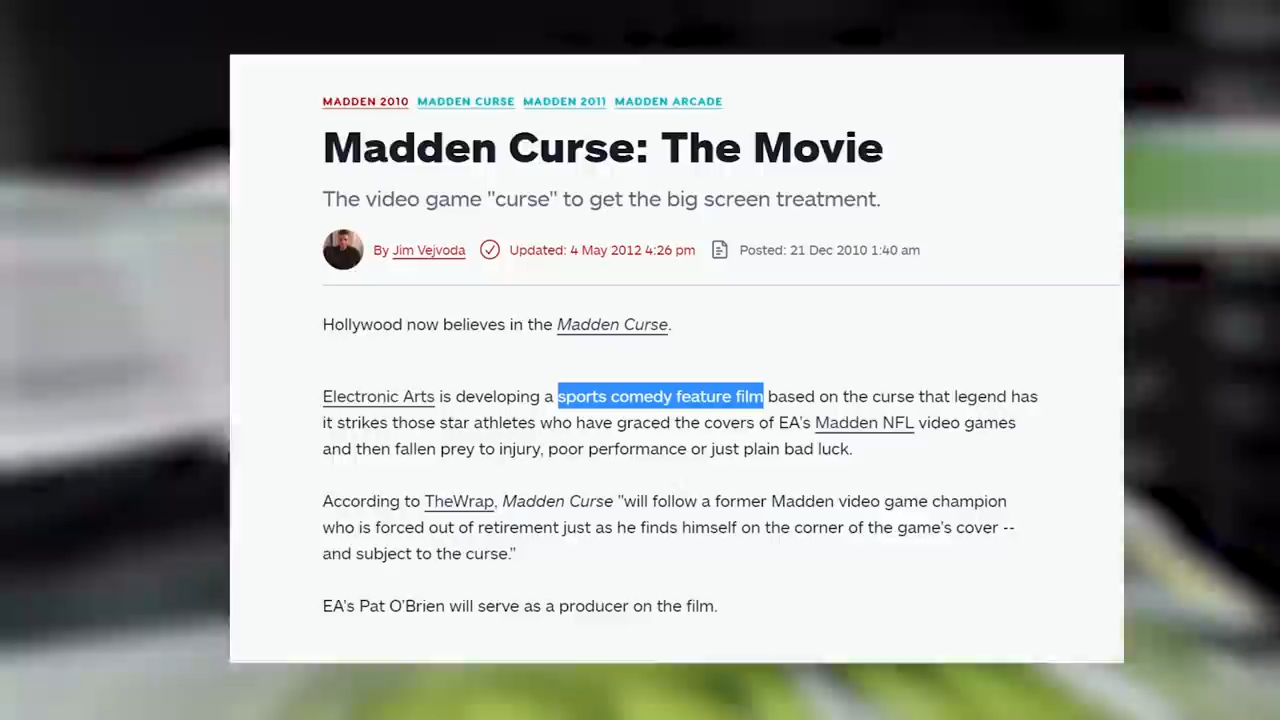 MADDEN 2010 MADDEN CURSE MADDEN 2011 MADDEN ARCADE
Madden Curse: The Movie
The video game "curse" to get the big screen treatment.
By Jim Vejvoda Updated: 4 May 2012 4:26 pm Posted: 21 Dec 2010 1:40 am
Hollywood now believes in the Madden Curse.
Electronic Arts is developing a sports comedy feature film based on the curse that legend has
it strikes those star athletes who have graced the covers of EA's Madden NFL video games
and then fallen prey to injury, poor performance or just plain bad luck.
According to TheWrap, Madden Curse "will follow a former Madden video game champion
who is forced out of retirement just as he finds himself on the corner of the game's cover --
and subject to the curse."
EA's Pat O'Brien will serve as a producer on the film.